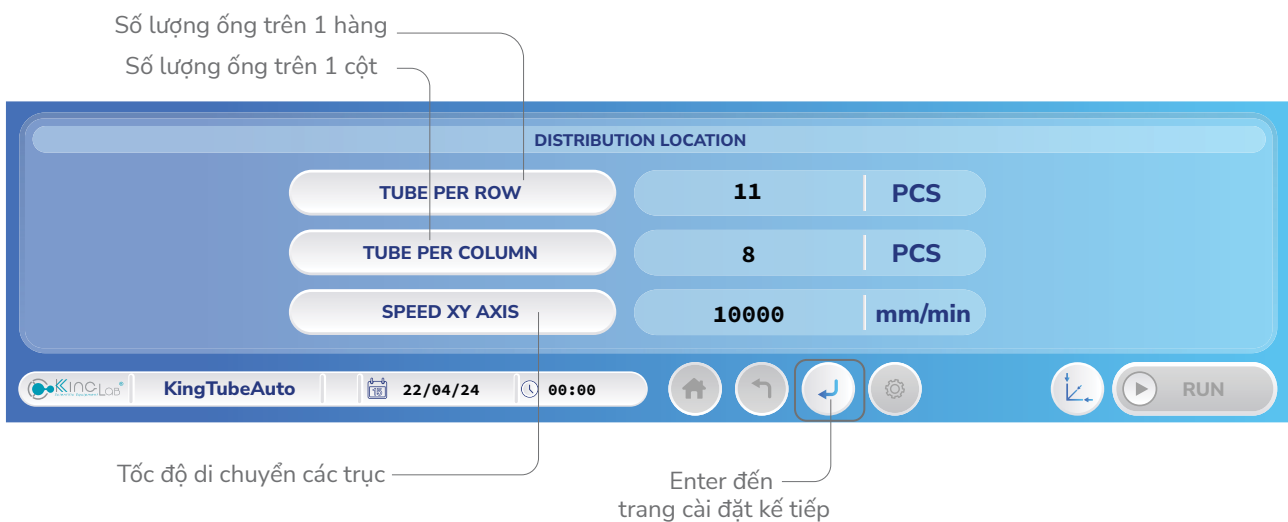 Số lượng ống trên 1 hàng
Số lượng ống trên 1 cột
DISTRIBUTION LOCATION
TUBE PER ROW 11 PCS
TUBE PER COLUMN 8 PCS
SPEED XY AXIS 10000 mm/min
KingLab KingTubeAuto 15 22/04/24 00:00 RUN
Tốc độ di chuyển các trục
Enter đến
trang cài đặt kế tiếp